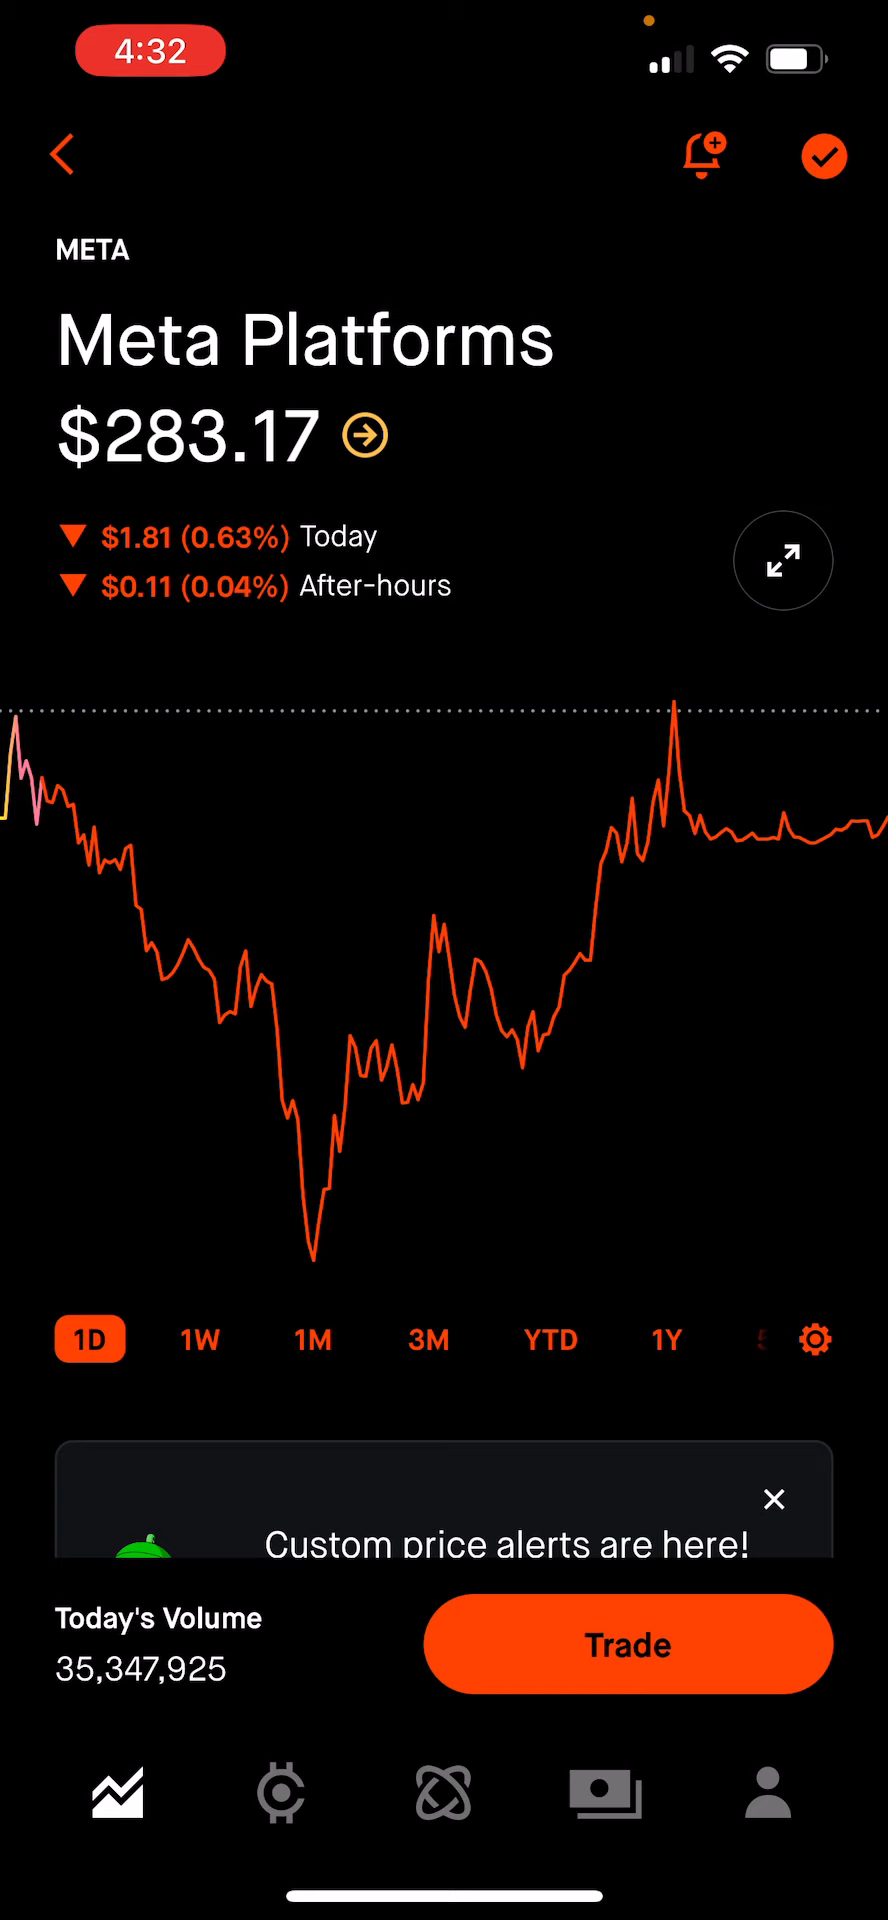 4:32
META
Meta Platforms
$283.17
$1.81 (0.63%) Today
$0.11 (0.04%) After-hours
1D 1W 1M 3M YTD 1Y
Custom price alerts are here!
Today's Volume
35,347,925
Trade